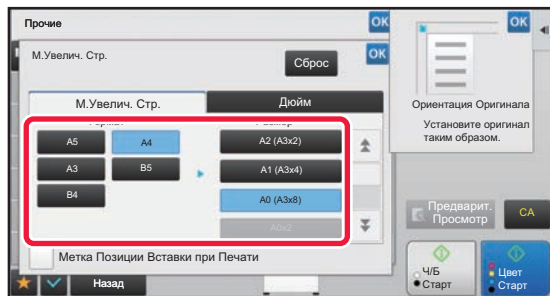 Прочие
OK
OK
М.Увелич. Стр.
Сброс
OK
М.Увелич. Стр.
Дюйм
Ориентация Оригинала
Установите оригинал
таким образом.
A5
A4
A2 (A3x2)
A3
B5
A1 (A3x4)
B4
A0 (A3x8)
A0x2
Предварит.
Просмотр
CA
Метка Позиции Вставки при Печати
Ч/Б
Старт
Цвет
Старт
Назад